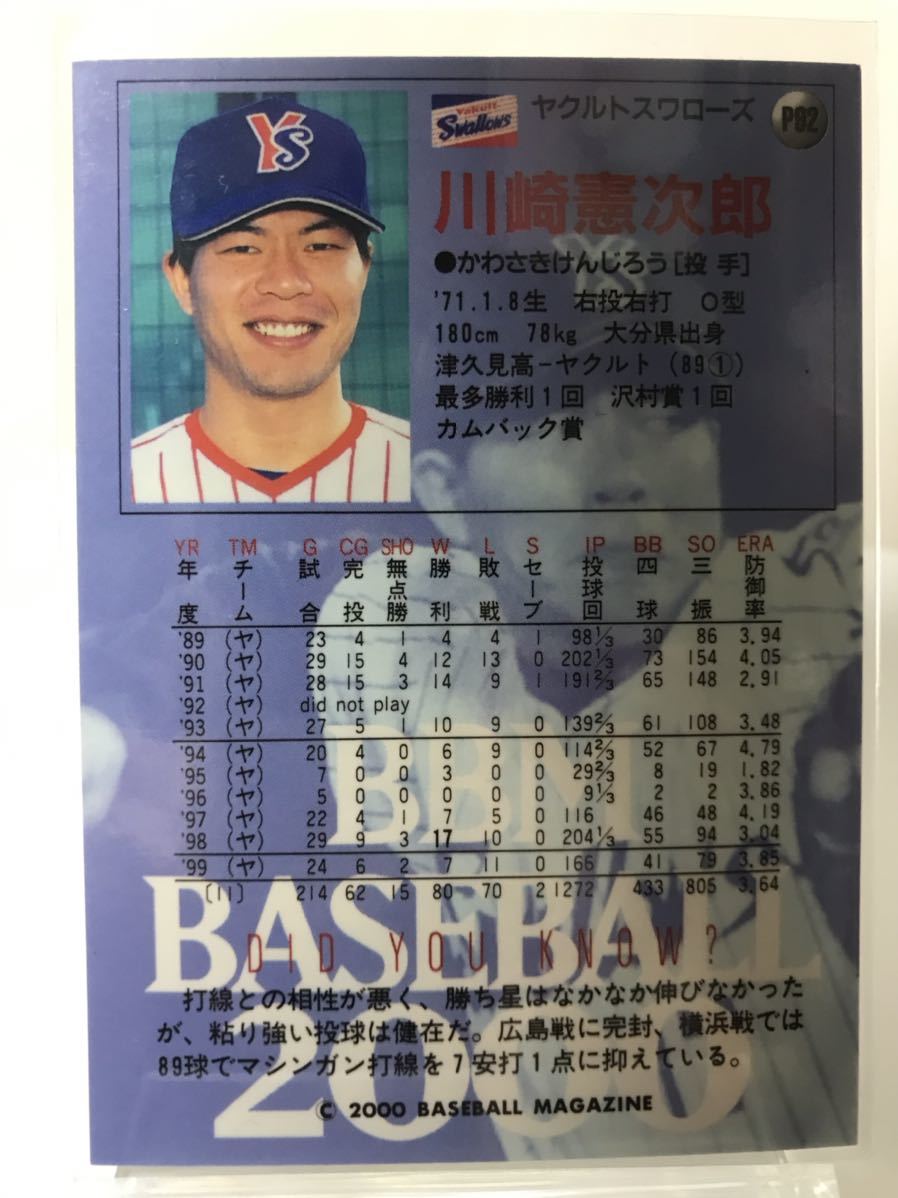 YS
Yakult
Swallows
ヤクルトスワローズ
P92
川崎憲次郎
●かわさきけんじろう[投手]
'71.1.8生 右投右打 O型
180cm 78kg 大分県出身
津久見高−ヤクルト (89①)
最多勝利1回 沢村賞1回
カムバック賞
YR TM G CG SHO W L S IP BB SO ERA
年度 チーム 試合 完投 無点勝 勝利 敗戦 セーブ 投球回 四球 三振 防御率
'89 (ヤ) 23 4 1 4 4 1 98 1/3 30 86 3.94
'90 (ヤ) 29 15 4 12 13 0 202 1/3 73 154 4.05
'91 (ヤ) 28 15 3 14 9 1 191 2/3 65 148 2.91
'92 (ヤ) did not play
'93 (ヤ) 27 5 1 10 9 0 139 2/3 61 108 3.48
'94 (ヤ) 20 4 0 6 9 0 114 2/3 52 67 4.79
'95 (ヤ) 7 0 0 3 0 0 29 2/3 8 19 1.82
'96 (ヤ) 5 0 0 0 0 0 9 1/3 2 2 3.86
'97 (ヤ) 22 4 1 7 5 0 116 46 48 4.19
'98 (ヤ) 29 9 3 17 10 0 204 1/3 55 94 3.04
'99 (ヤ) 24 6 2 7 11 0 166 41 79 3.85
[11] 214 62 15 80 70 2 1272 433 805 3.64
BBM
BASEBALL
2000
DID YOU KNOW?
打線との相性が悪く、勝ち星はなかなか伸びなかった
が、粘り強い投球は健在だ。広島戦に完封、横浜戦では
89球でマシンガン打線を7安打1点に抑えている。
© 2000 BASEBALL MAGAZINE